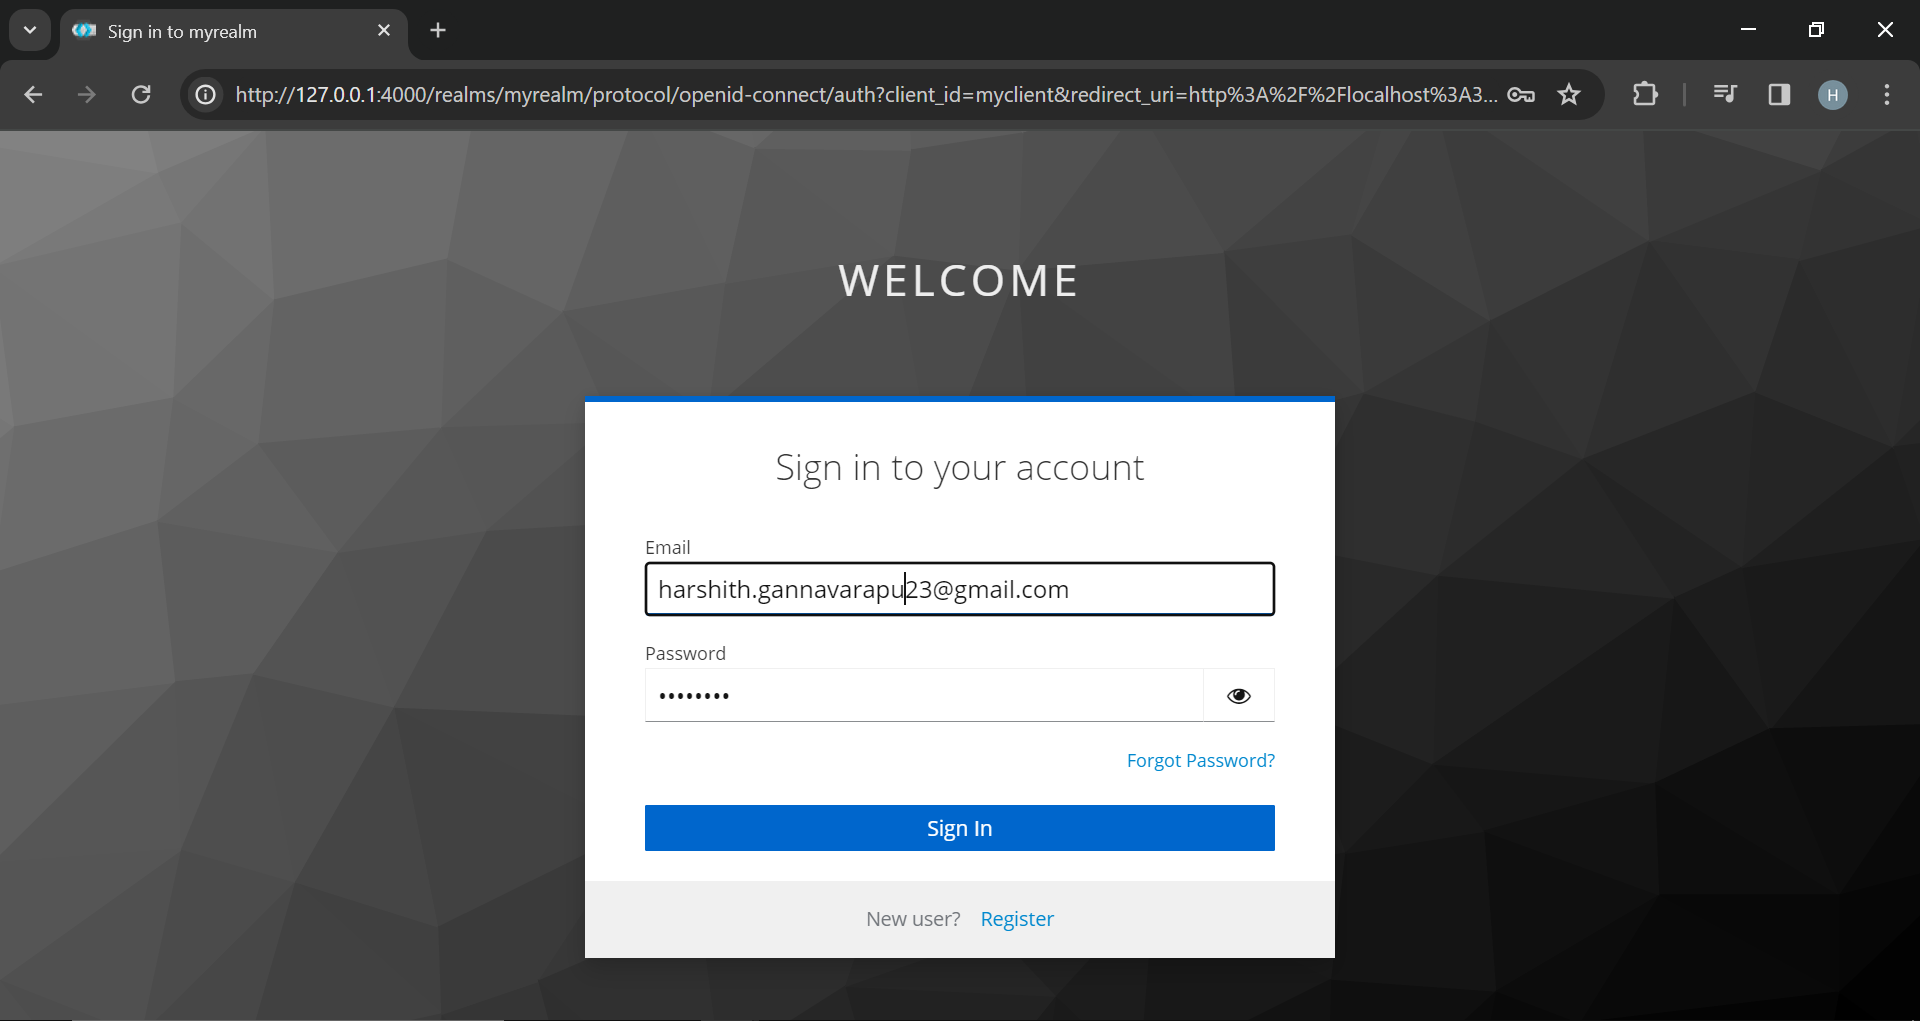 Sign in to myrealm
http://127.0.0.1:4000/realms/myrealm/protocol/openid-connect/auth?client_id=myclient&redirect_uri=http%3A%2F%2Flocalhost%3A3...
H
WELCOME
Sign in to your account
Email
harshith.gannavarapu23@gmail.com
Password
••••••••
Forgot Password?
Sign In
New user? Register